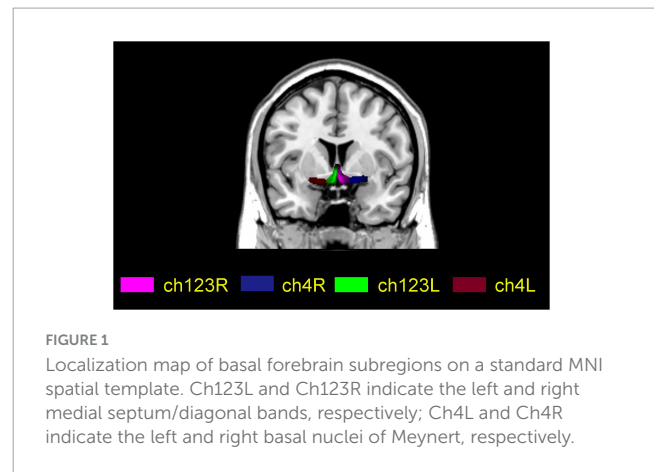 ch123R ch4R ch123L ch4L
FIGURE 1
Localization map of basal forebrain subregions on a standard MNI
spatial template. Ch123L and Ch123R indicate the left and right
medial septum/diagonal bands, respectively; Ch4L and Ch4R
indicate the left and right basal nuclei of Meynert, respectively.